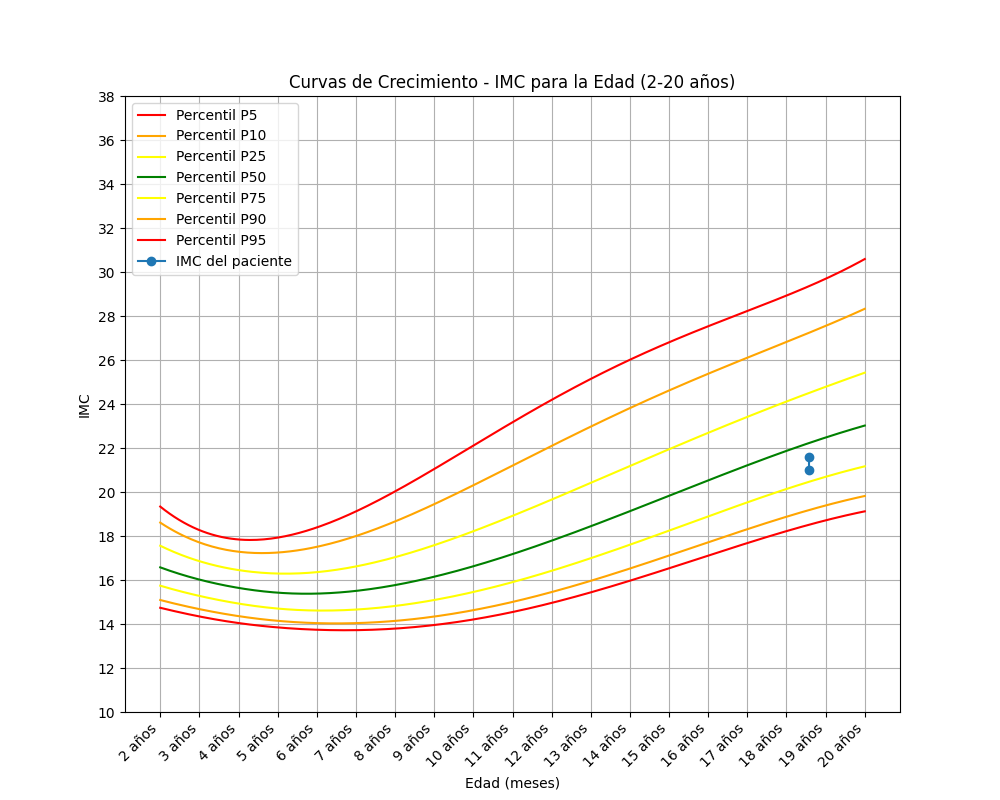 Curvas de Crecimiento - IMC para la Edad (2-20 años)
Percentil P5
Percentil P10
Percentil P25
Percentil P50
Percentil P75
Percentil P90
Percentil P95
IMC del paciente
IMC
38
36
34
32
30
28
26
24
22
20
18
16
14
12
10
2 años
3 años
4 años
5 años
6 años
7 años
8 años
9 años
10 años
11 años
12 años
13 años
14 años
15 años
16 años
17 años
18 años
19 años
20 años
Edad (meses)